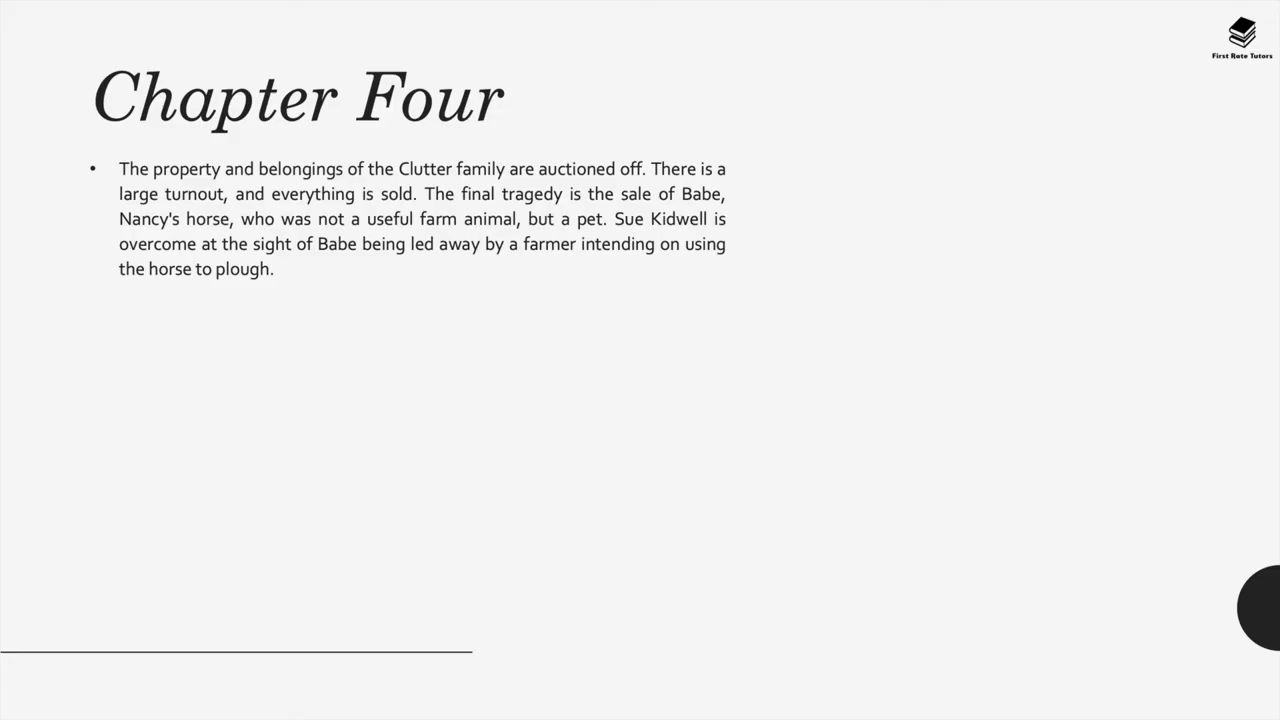 First Rate Tutors
Chapter Four
• The property and belongings of the Clutter family are auctioned off. There is a
large turnout, and everything is sold. The final tragedy is the sale of Babe,
Nancy's horse, who was not a useful farm animal, but a pet. Sue Kidwell is
overcome at the sight of Babe being led away by a farmer intending on using
the horse to plough.